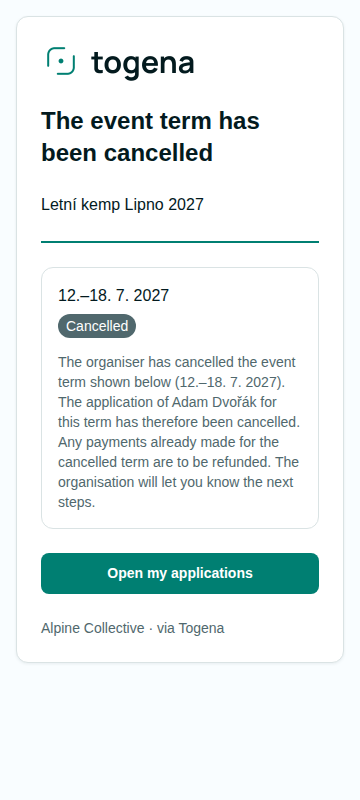 togena
The event term has
been cancelled
Letní kemp Lipno 2027
12.–18. 7. 2027
Cancelled
The organiser has cancelled the event
term shown below (12.–18. 7. 2027).
The application of Adam Dvořák for
this term has therefore been cancelled.
Any payments already made for the
cancelled term are to be refunded. The
organisation will let you know the next
steps.
Open my applications
Alpine Collective · via Togena